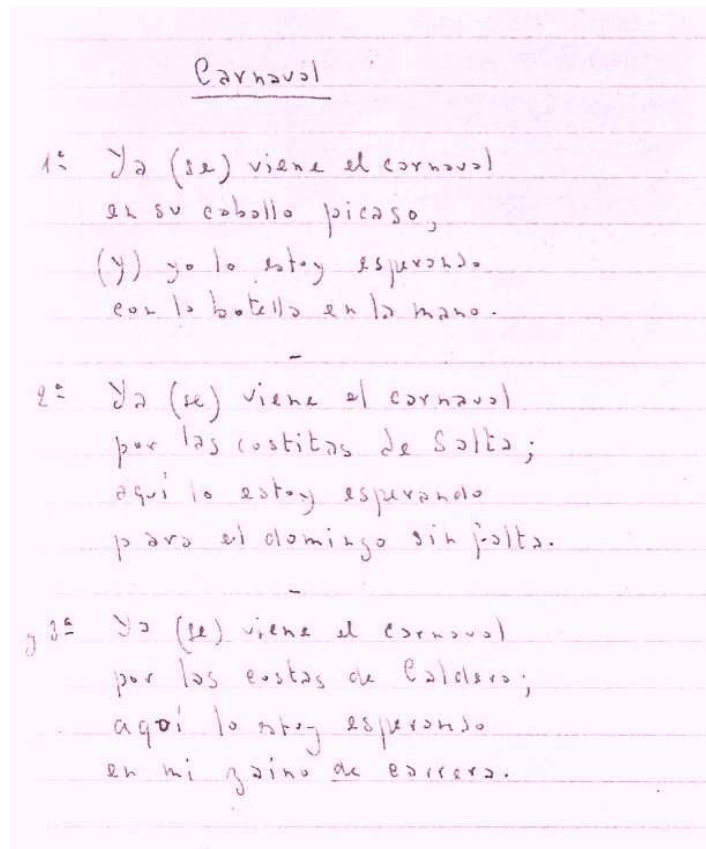 Carnaval
1ª Ya (se) viene el carnaval
en su caballo picaso,
(y) yo lo estoy esperando
con la botella en la mano.
-
2ª Ya (se) viene el carnaval
por las costitas de Salta;
aquí lo estoy esperando
para el domingo sin falta.
-
y 3ª Ya (se) viene el carnaval
por las costas de Caldera;
aquí lo estoy esperando
en mi zaino de carrera.